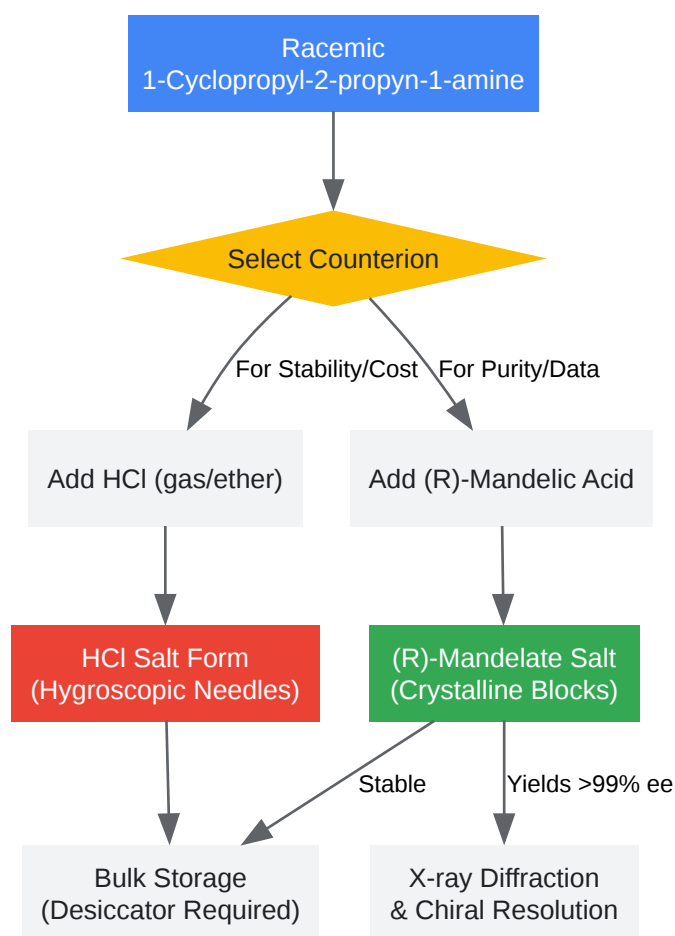 Racemic
1-Cyclopropyl-2-propyn-1-amine
Select Counterion
For Stability/Cost
For Purity/Data
Add HCl (gas/ether)
Add (R)-Mandelic Acid
HCl Salt Form
(Hygroscopic Needles)
(R)-Mandelate Salt
(Crystalline Blocks)
Stable
Yields >99% ee
Bulk Storage
(Desiccator Required)
X-ray Diffraction
& Chiral Resolution